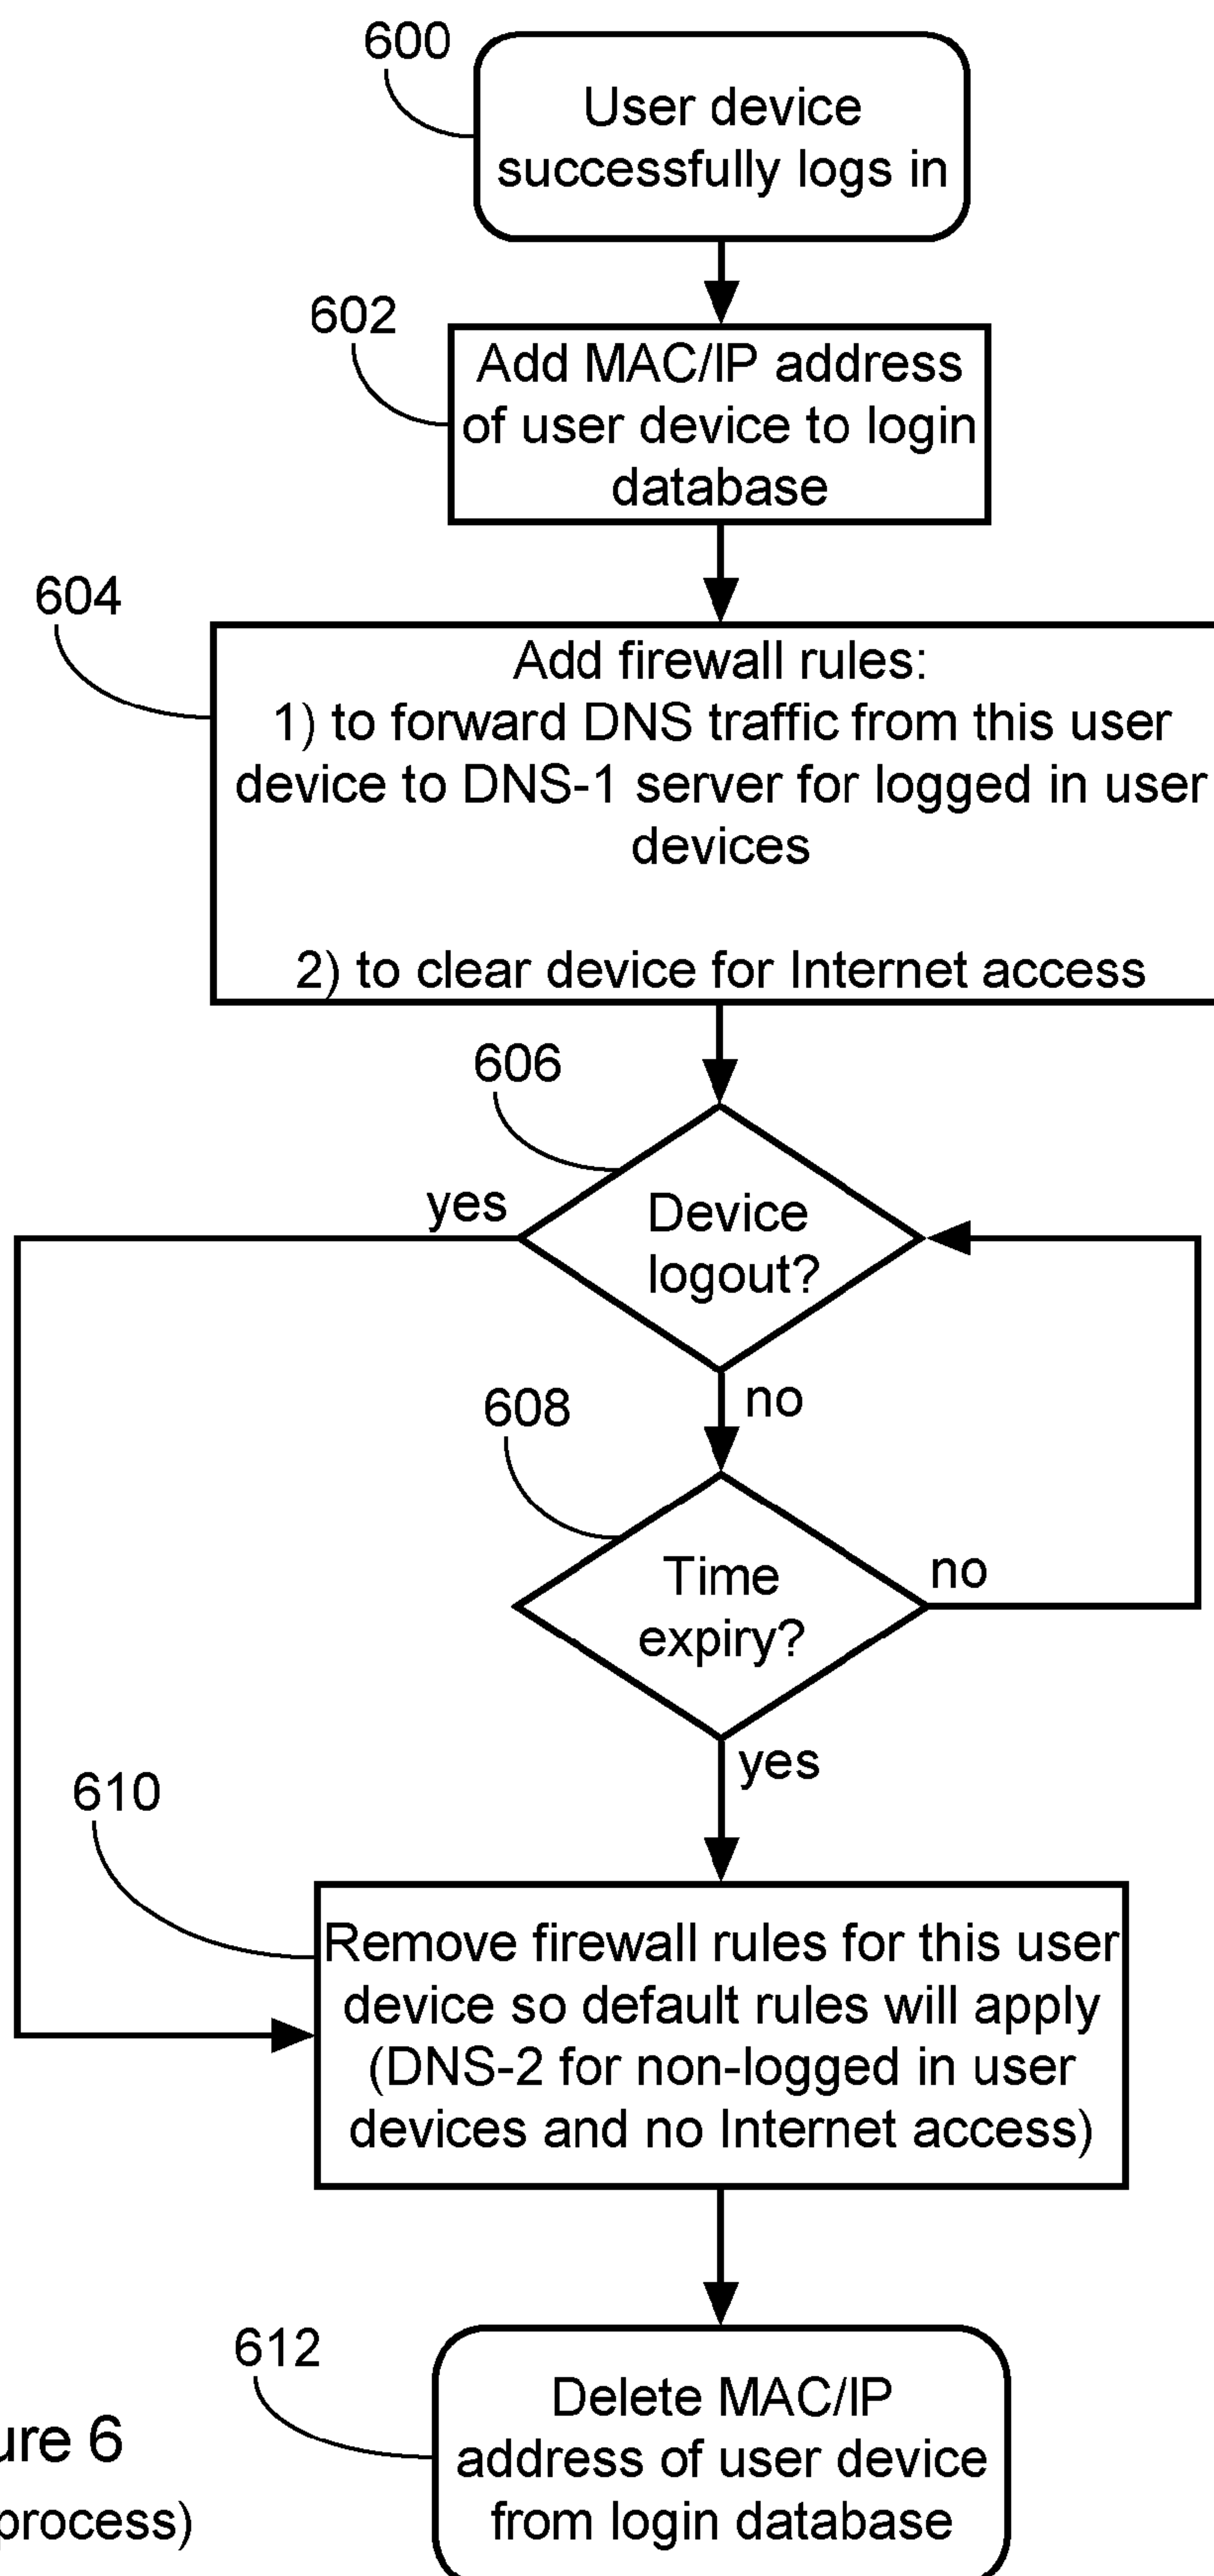 600
User device
successfully logs in
602
Add MAC/IP address
of user device to login
database
604
Add firewall rules:
1) to forward DNS traffic from this user
device to DNS-1 server for logged in user
devices
2) to clear device for Internet access
606
yes
Device
logout?
no
608
Time
expiry?
no
yes
610
Remove firewall rules for this user
device so default rules will apply
(DNS-2 for non-logged in user
devices and no Internet access)
612
Delete MAC/IP
address of user device
from login database
6
process)